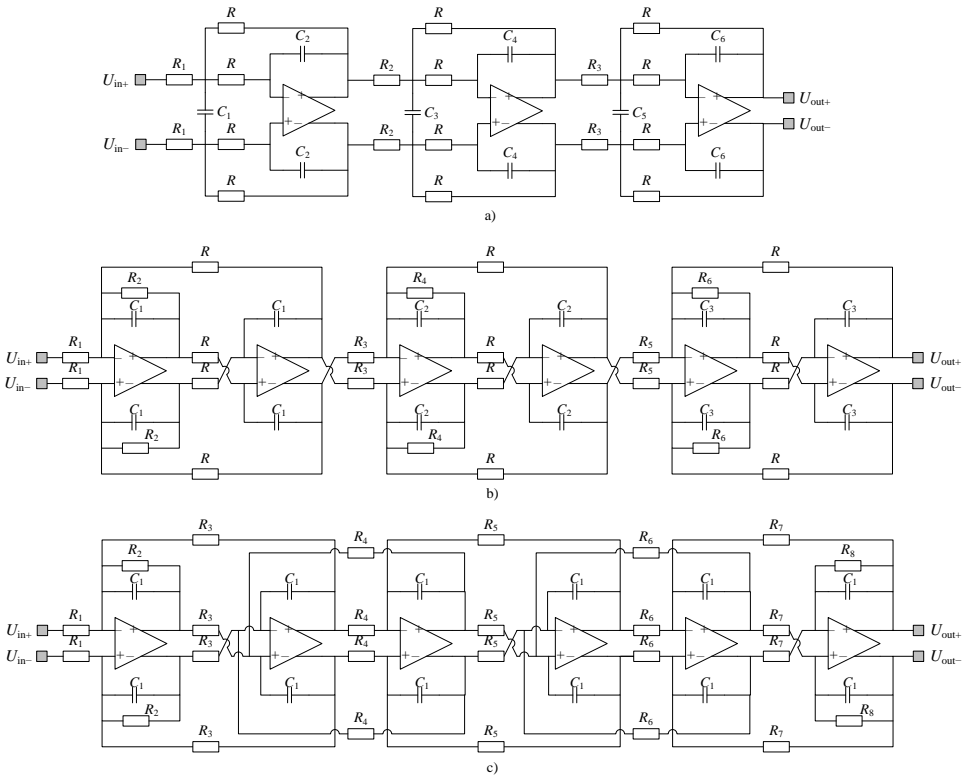 R R R
C2 C4 C6
Uin+ R1 R R2 R R3 R
− + − + − +
Uout+
C1 C3 C5
Uout−
+ − + − + −
Uin− R1 R R2 R R3 R
C2 C4 C6
R R R
a)
R R R
R2 R4 R6
C1 C1 C2 C2 C3 C3
Uin+ R1 R R3 R R5 R Uout+
− + − + − + − + − + − +
Uin− R1 R R3 R R5 R Uout−
+ − + − + − + − + − + −
C1 C1 C2 C2 C3 C3
R2 R4 R6
R R R
b)
R3 R4 R5 R6 R7
R2 R8
C1 C1 C1 C1 C1 C1
Uin+ R1 R3 R4 R5 R6 R7 Uout+
− + − + − + − + − + − +
Uin− R1 R3 R4 R5 R6 R7 Uout−
+ − + − + − + − + − + −
C1 C1 C1 C1 C1 C1
R2 R8
R3 R4 R5 R6 R7
c)